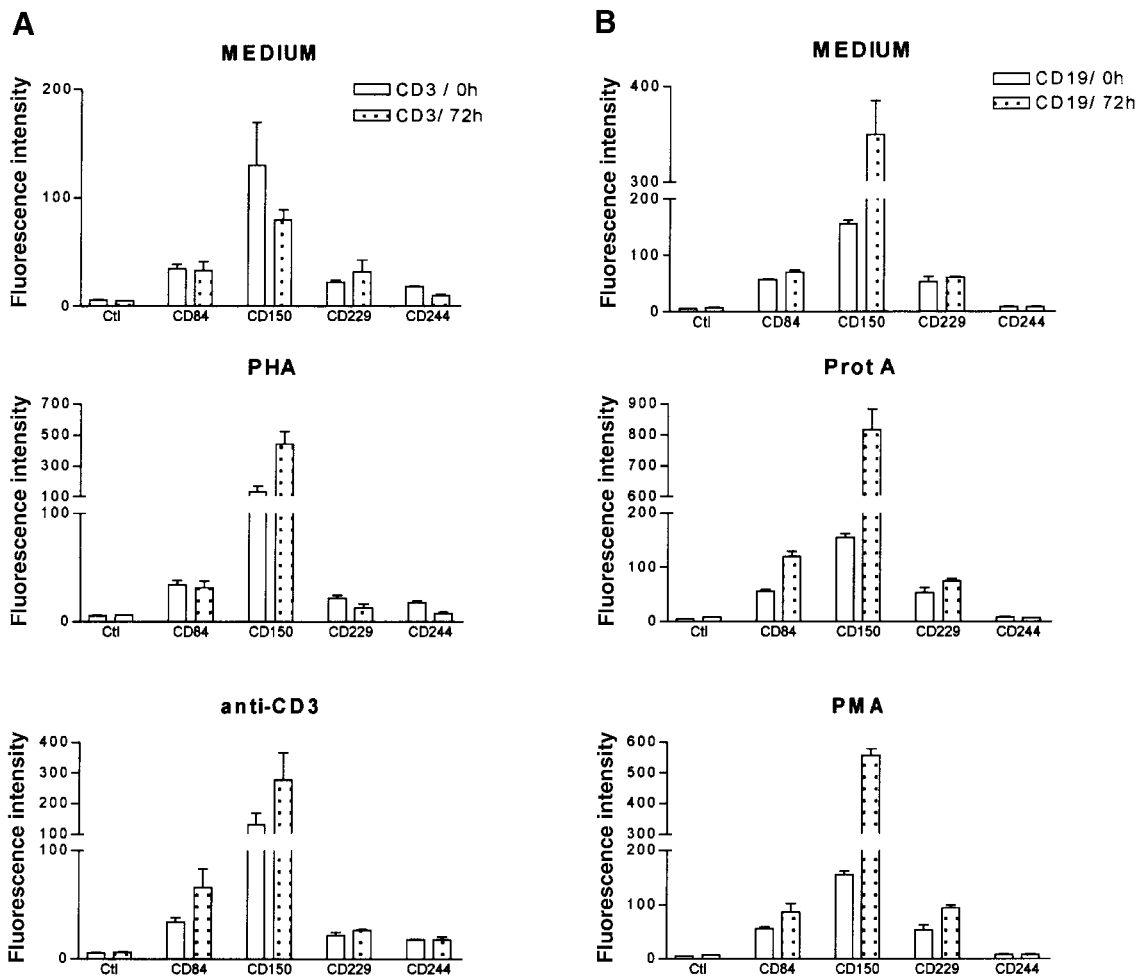 A
MEDIUM
Fluorescence intensity
200
100
0
CD3 / 0h
CD3/ 72h
Ctl CD84 CD150 CD229 CD244
PHA
Fluorescence intensity
700
500
300
100
100
0
Ctl CD84 CD150 CD229 CD244
anti-CD3
Fluorescence intensity
400
300
200
100
100
0
Ctl CD84 CD150 CD229 CD244
B
MEDIUM
Fluorescence intensity
400
300
200
100
0
CD19/ 0h
CD19/ 72h
Ctl CD84 CD150 CD229 CD244
Prot A
Fluorescence intensity
900
800
700
600
200
100
0
Ctl CD84 CD150 CD229 CD244
PMA
Fluorescence intensity
600
500
400
300
200
100
0
Ctl CD84 CD150 CD229 CD244